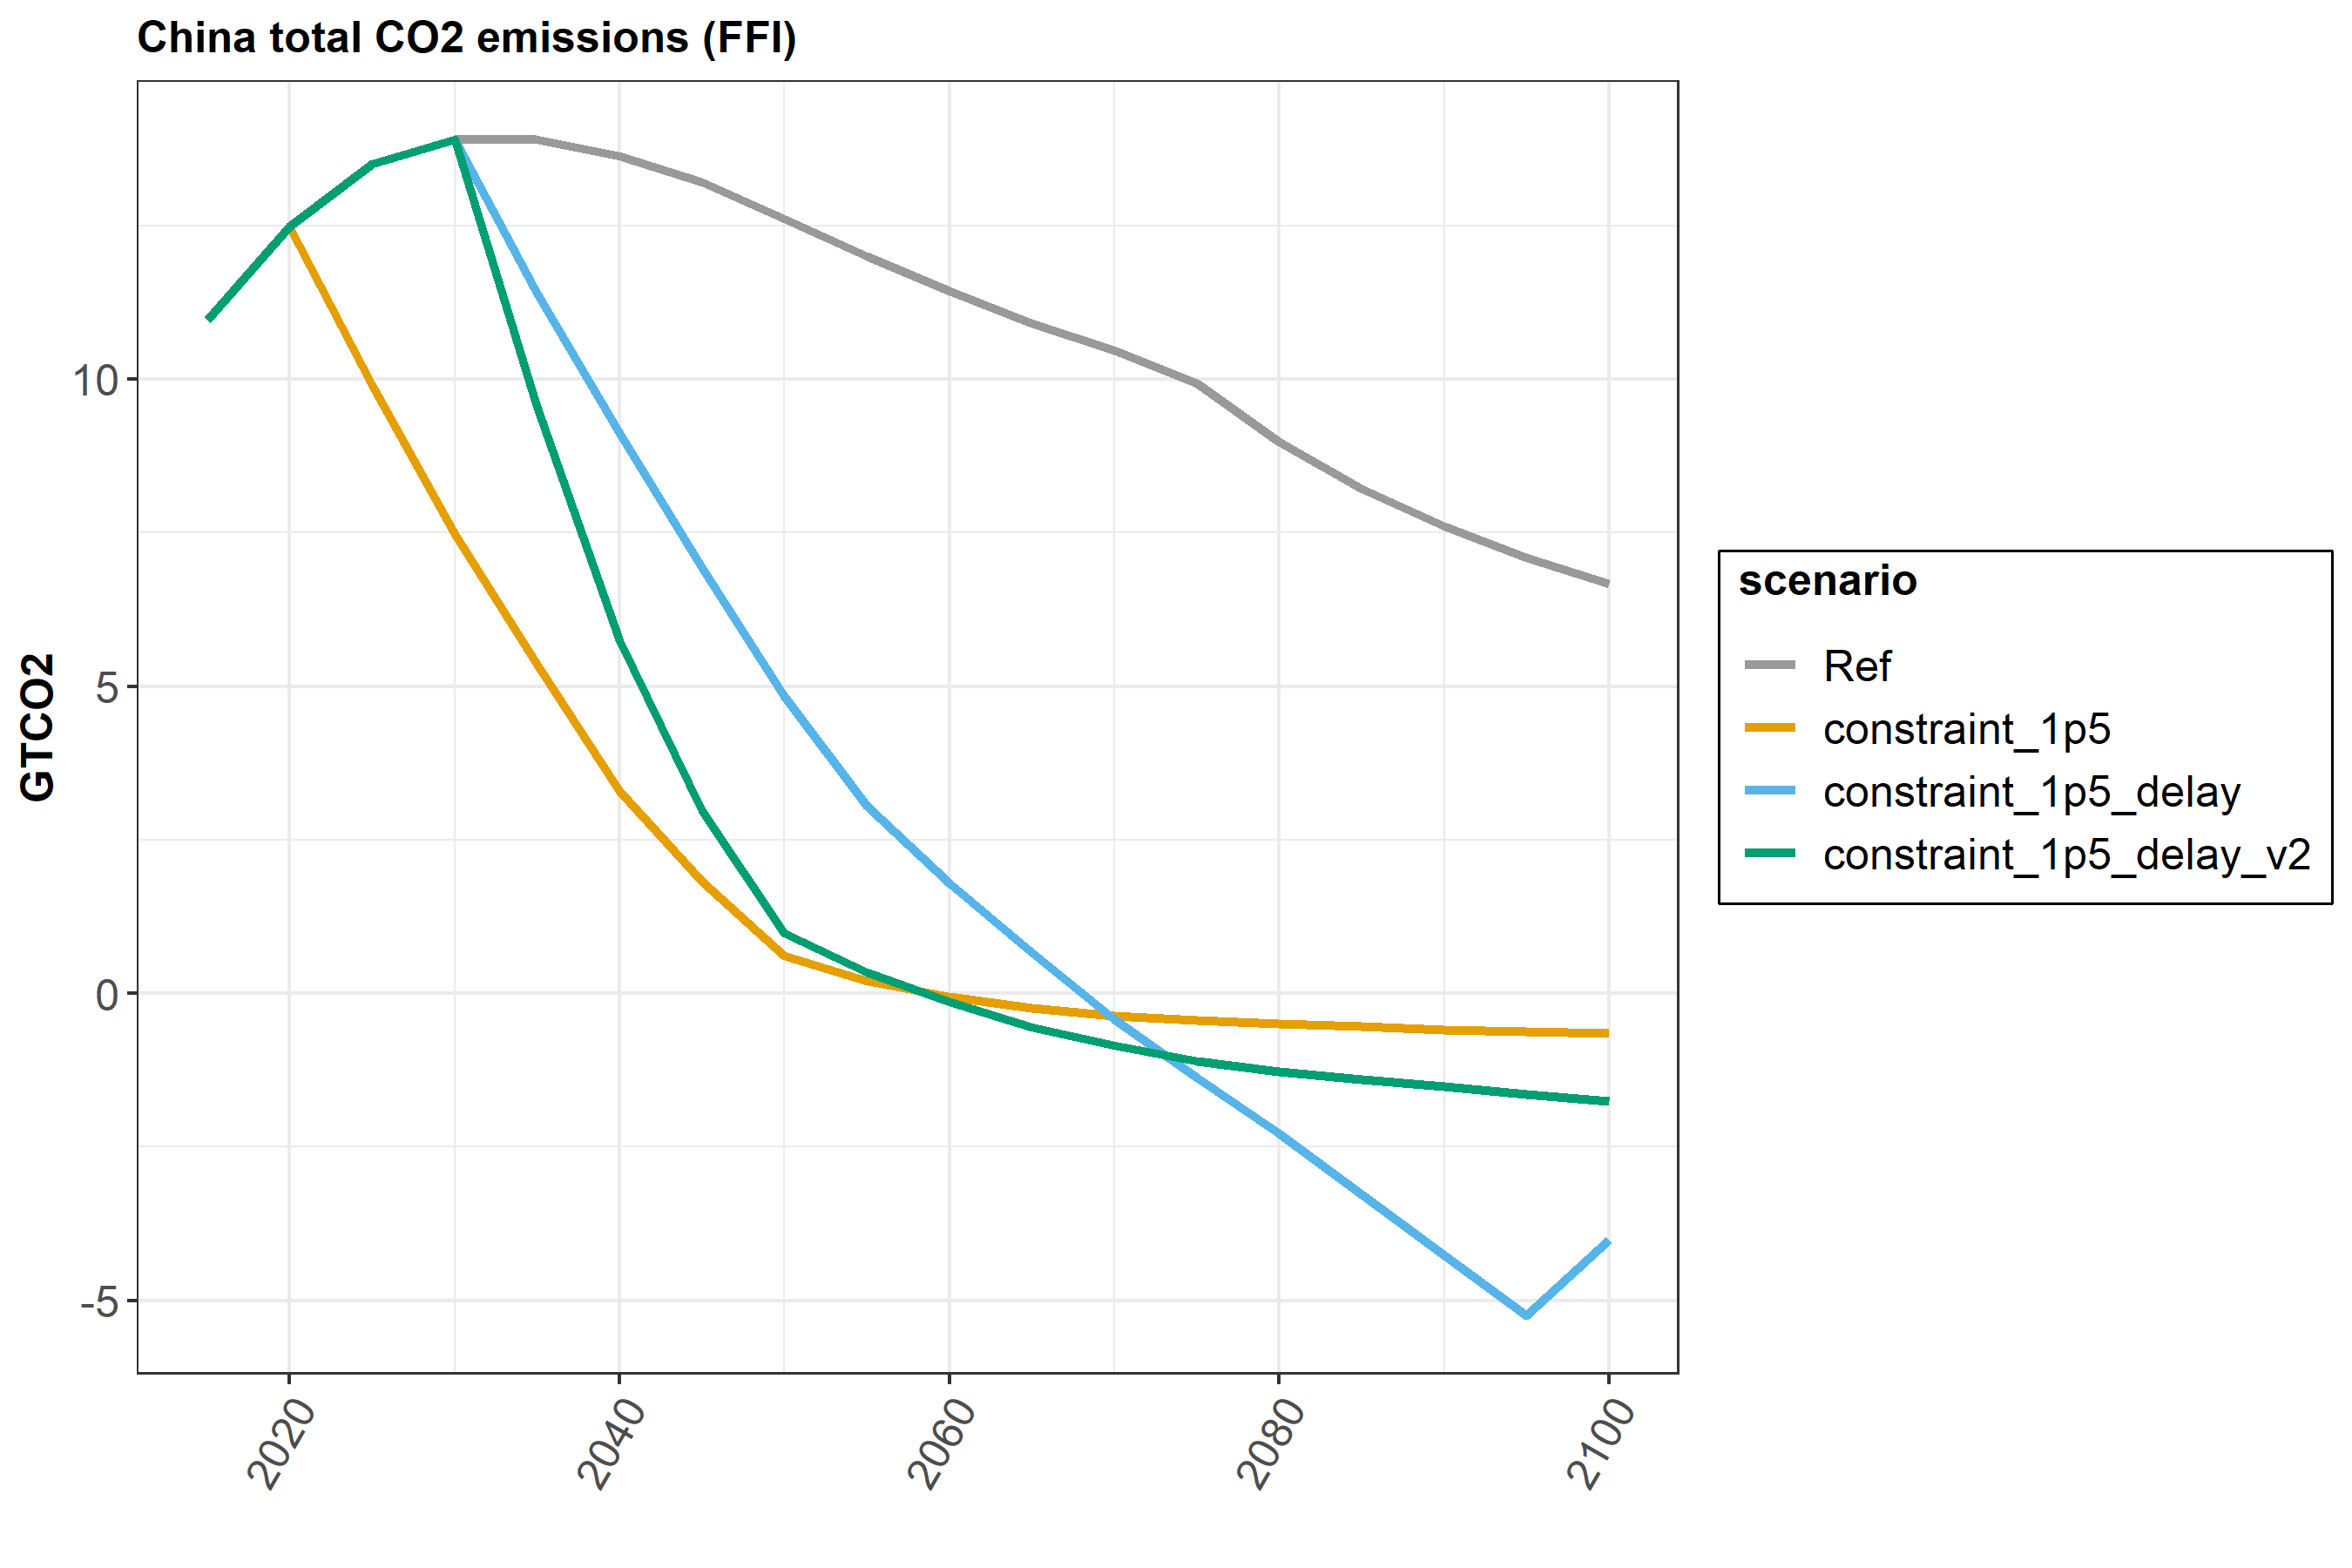 China total CO2 emissions (FFI)
GTCO2
10
5
0
-5
2020
2040
2060
2080
2100
scenario
Ref
constraint_1p5
constraint_1p5_delay
constraint_1p5_delay_v2